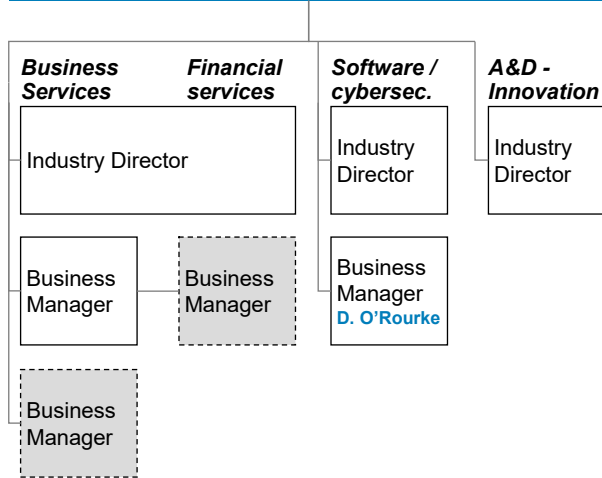 Business
Services
Financial
services
Software /
cybersec.
A&D -
Innovation
Industry Director
Industry
Director
Industry
Director
Business
Manager
Business
Manager
Business
Manager
D. O'Rourke
Business
Manager